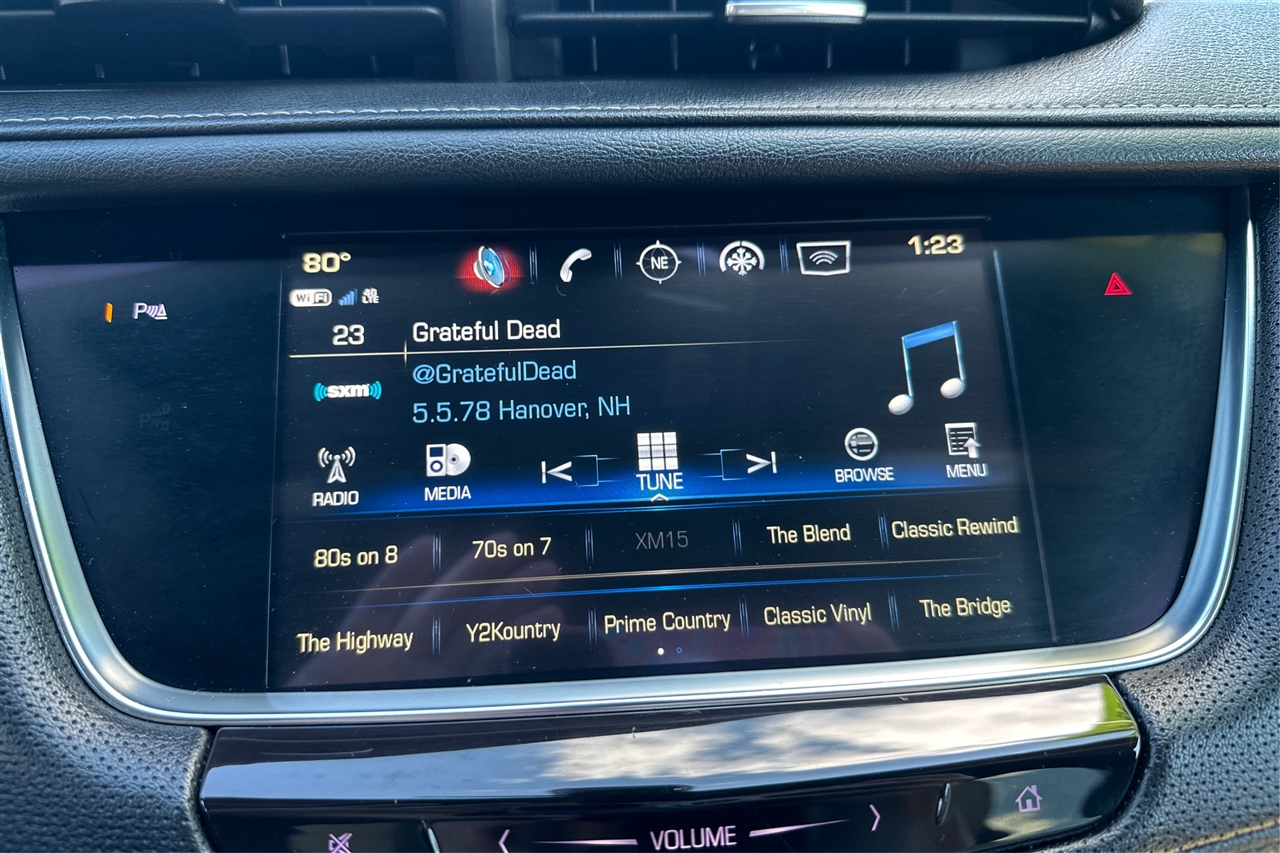 80°
NE
1:23
WiFi
4G LTE
23
Grateful Dead
@GratefulDead
sxm
5.5.78 Hanover, NH
RADIO
MEDIA
TUNE
BROWSE
MENU
80s on 8
70s on 7
XM15
The Blend
Classic Rewind
The Highway
Y2Kountry
Prime Country
Classic Vinyl
The Bridge
P
VOLUME